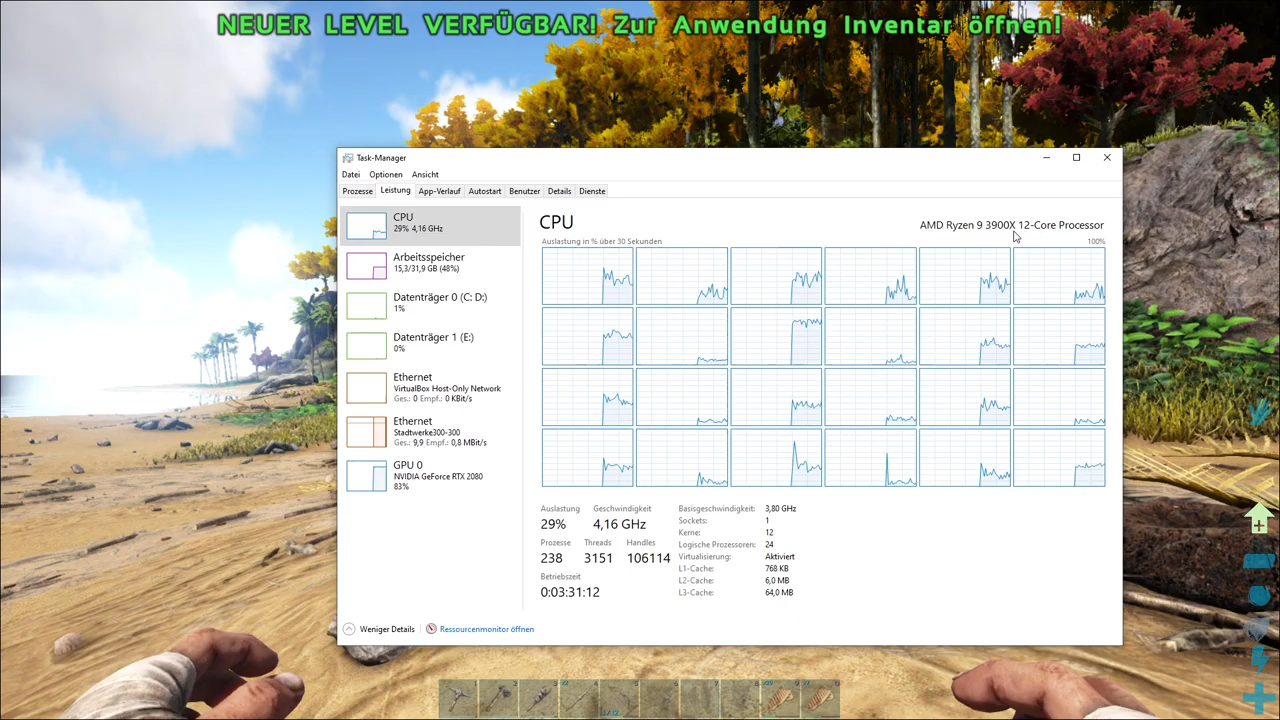 NEUER LEVEL VERFÜGBAR! Zur Anwendung Inventar öffnen!
Task-Manager
Datei Optionen Ansicht
Prozesse Leistung App-Verlauf Autostart Benutzer Details Dienste
CPU
29% 4,16 GHz
Arbeitsspeicher
15,3/31,9 GB (48%)
Datenträger 0 (C: D:)
1%
Datenträger 1 (E:)
0%
Ethernet
VirtualBox Host-Only Network
Ges.: 0 Empf.: 0 KBit/s
Ethernet
Stadtwerke300-300
Ges.: 9,9 Empf.: 0,8 MBit/s
GPU 0
NVIDIA GeForce RTX 2080
83%
CPU
AMD Ryzen 9 3900X 12-Core Processor
Auslastung in % über 30 Sekunden 100%
Auslastung Geschwindigkeit
29% 4,16 GHz
Prozesse Threads Handles
238 3151 106114
Betriebszeit
0:03:31:12
Basisgeschwindigkeit: 3,80 GHz
Sockets: 1
Kerne: 12
Logische Prozessoren: 24
Virtualisierung: Aktiviert
L1-Cache: 768 KB
L2-Cache: 6,0 MB
L3-Cache: 64,0 MB
Weniger Details Ressourcenmonitor öffnen